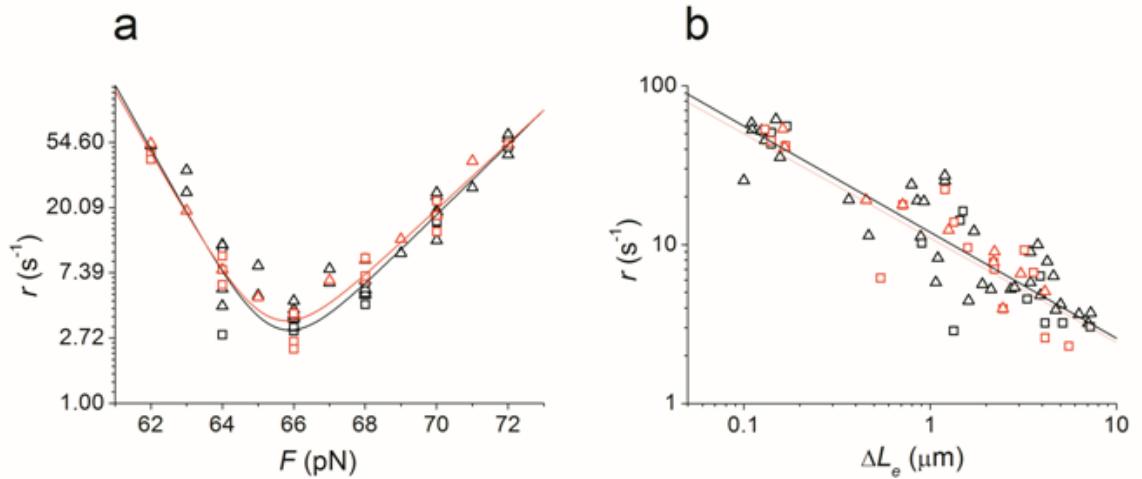 a
b
54.60
20.09
7.39
2.72
1.00
r (s⁻¹)
62 64 66 68 70 72
F (pN)
100
10
1
r (s⁻¹)
0.1 1 10
ΔLₑ (μm)